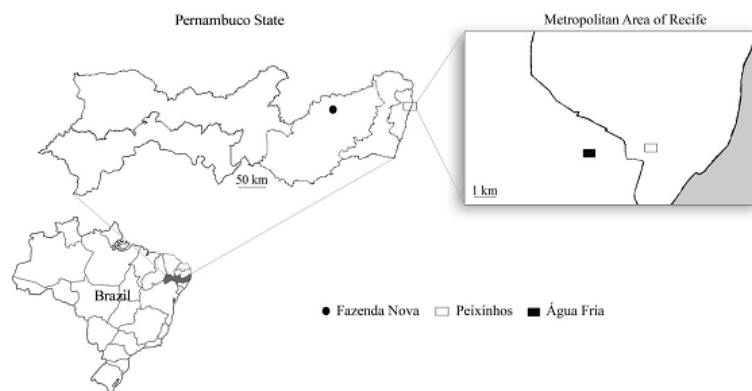 Pernambuco State
Metropolitan Area of Recife
50 km
1 km
Brazil
Fazenda Nova
Peixinhos
Água Fria